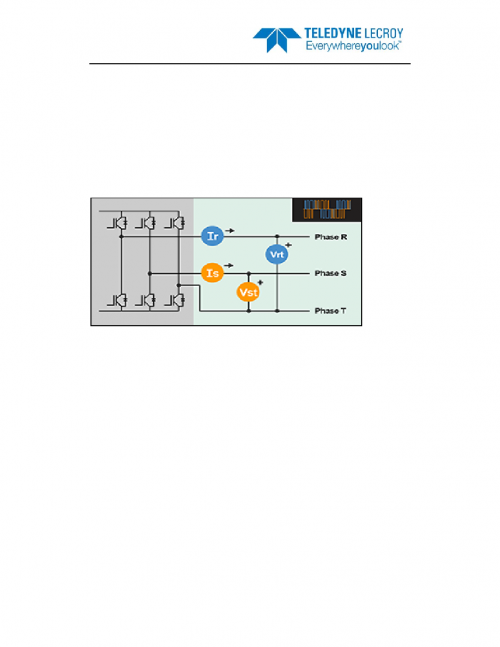 TELEDYNE LECROY
Everywhereyoulook™
Ir
Phase R
Vrt
Is
Phase S
Vst
Phase T